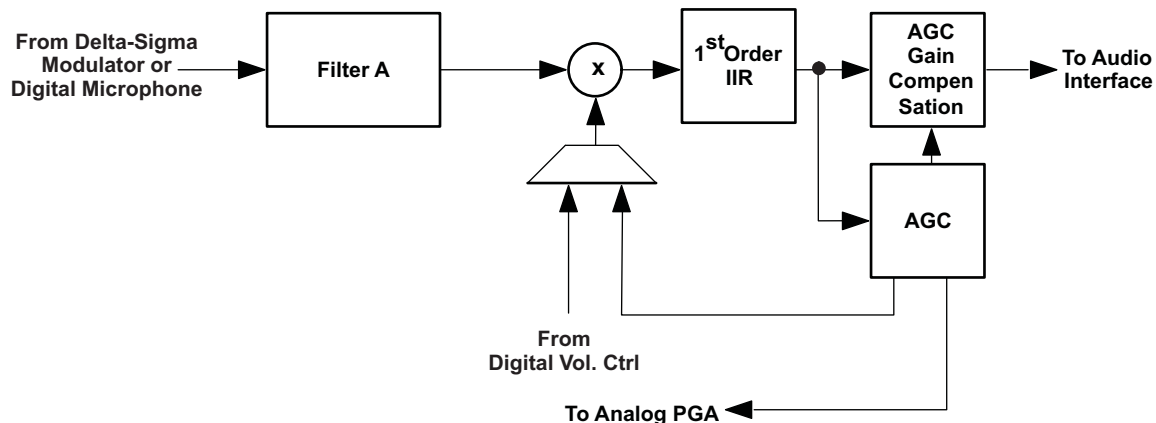 From Delta-Sigma
Modulator or
Digital Microphone
Filter A
x
1st Order
IIR
AGC
Gain
Compen
Sation
To Audio
Interface
AGC
From
Digital Vol. Ctrl
To Analog PGA